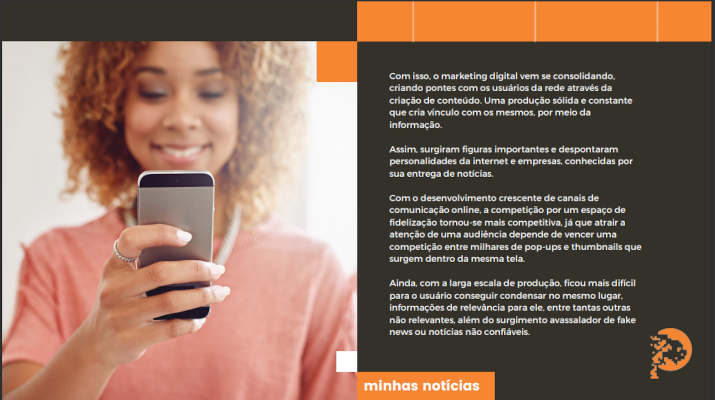 Com isso, o marketing digital vem se consolidando,
criando pontes com os usuários da rede através da
criação de conteúdo. Uma produção sólida e constante
que cria vínculo com os mesmos, por meio da
informação.
Assim, surgiram figuras importantes e despontaram
personalidades da internet e empresas, conhecidas por
sua entrega de notícias.
Com o desenvolvimento crescente de canais de
comunicação online, a competição por um espaço de
fidelização tornou-se mais competitiva, já que atrair a
atenção de uma audiência depende de vencer uma
competição entre milhares de pop-ups e thumbnails que
surgem dentro da mesma tela.
Ainda, com a larga escala de produção, ficou mais difícil
para o usuário conseguir condensar no mesmo lugar,
informações de relevância para ele, entre tantas outras
não relevantes, além do surgimento avassalador de fake
news ou notícias não confiáveis.
minhas notícias